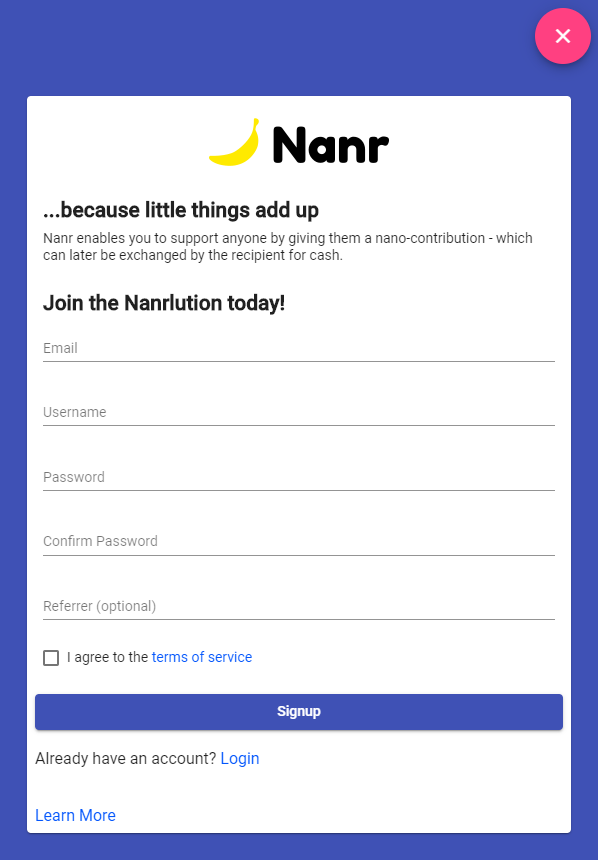 Nanr
...because little things add up
Nanr enables you to support anyone by giving them a nano-contribution - which
can later be exchanged by the recipient for cash.
Join the Nanrlution today!
Email
Username
Password
Confirm Password
Referrer (optional)
I agree to the terms of service
Signup
Already have an account? Login
Learn More